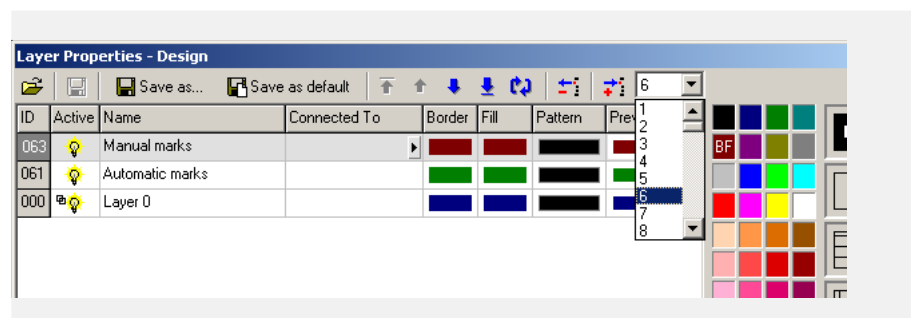 Layer Properties - Design
Save as... Save as default 6
ID Active Name Connected To Border Fill Pattern Prev
1
2
3
4
5
6
7
8
063 Manual marks
061 Automatic marks
000 Layer 0
BF